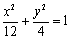 x²/12 + y²/4 = 1